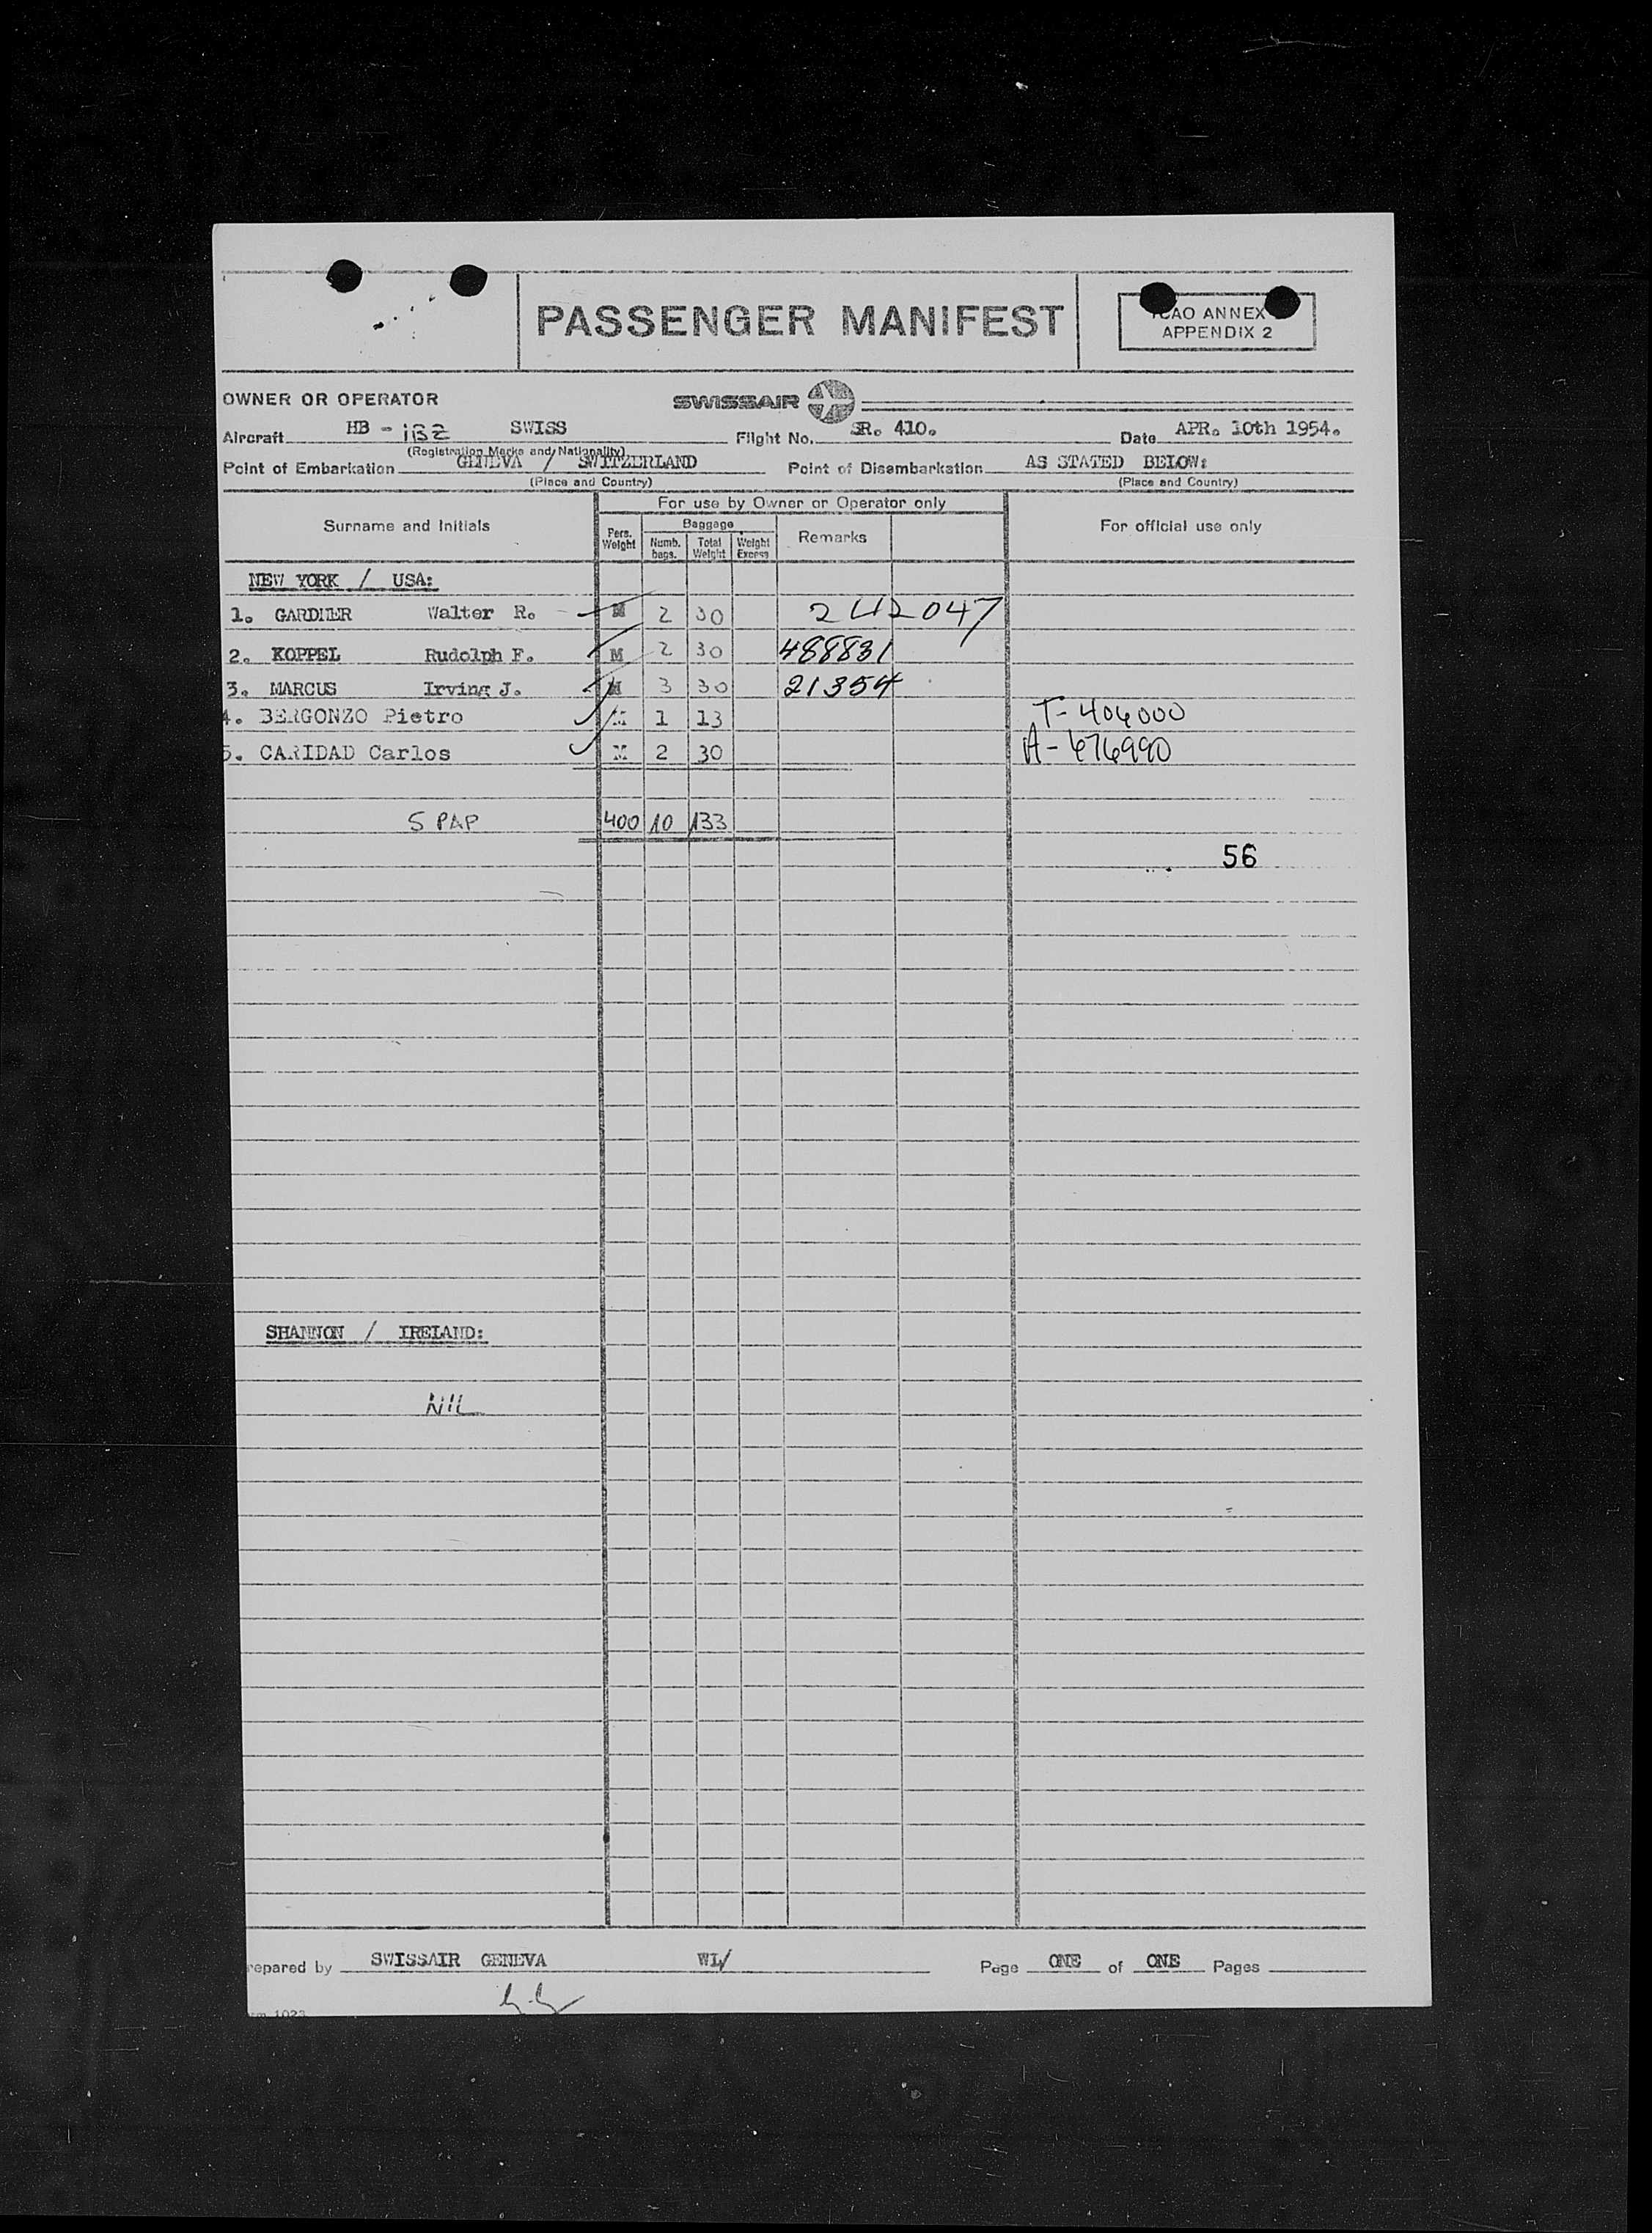 PASSENGER MANIFEST
ICAO ANNEX
APPENDIX 2
OWNER OR OPERATOR SWISSAIR
Aircraft HB - IBZ SWISS Flight No. SR. 410. Date APR. 10th 1954.
(Registration Marks and Nationality)
Point of Embarkation GENEVA / SWITZERLAND Point of Disembarkation AS STATED BELOW:
(Place and Country) (Place and Country)
For use by Owner or Operator only
Surname and Initials Pers. Weight Baggage Numb. bags. Total Weight Weight Excess Remarks For official use only
NEW YORK / USA:
1. GARDNER Walter R. M 2 30 242047
2. KOPPEL Rudolph F. M 2 30 488831
3. MARCUS Irving J. M 3 30 21354
4. BERGONZO Pietro M 1 13 T-406000
5. CARIDAD Carlos M 2 30 A-676990
5 PAP 400 10 133
56
SHANNON / IRELAND:
NIL
repared by SWISSAIR GENEVA WL/ Page ONE of ONE Pages
1023